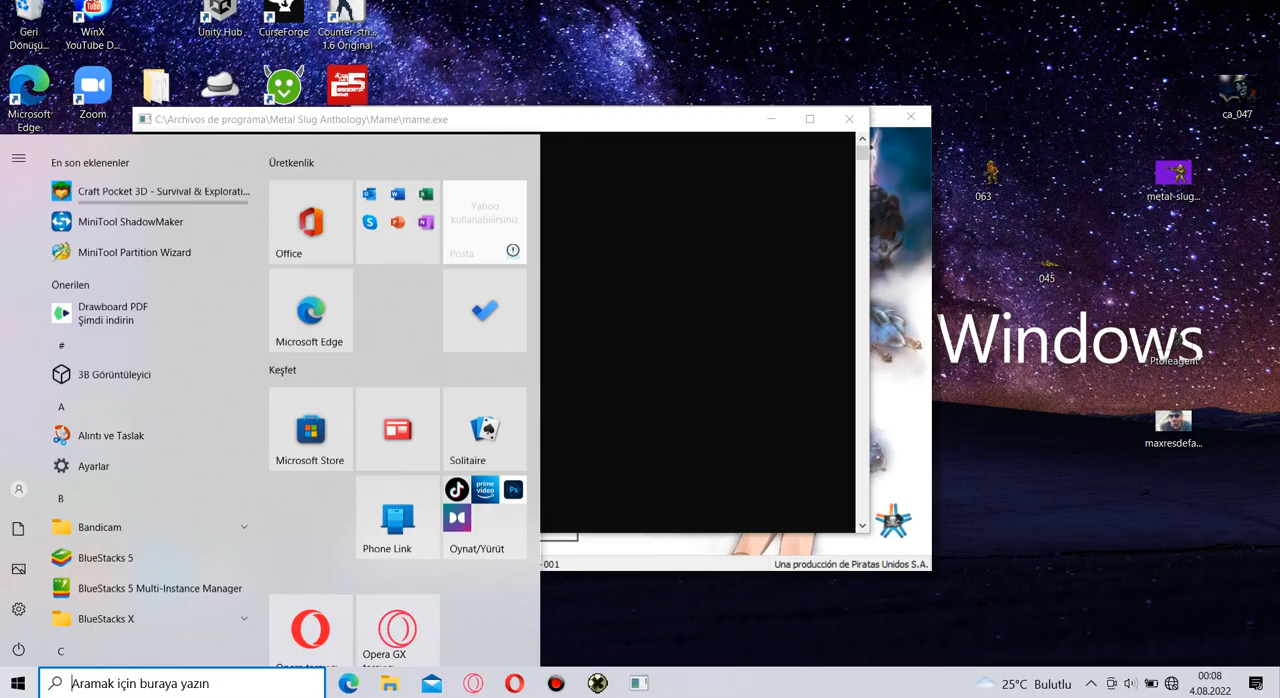 Geri
Dönüşü...
WinX
YouTube D...
Unity Hub
CurseForge
Counter-stri...
1.6 Original
Microsoft
Edge
Zoom
ca_047
063
metal-slug...
045
Windows
Ptoleagent
maxresdefa...
C:\Archivos de programa\Metal Slug Anthology\Mame\mame.exe
En son eklenenler
Craft Pocket 3D - Survival & Explorati...
MiniTool ShadowMaker
MiniTool Partition Wizard
Önerilen
Drawboard PDF
Şimdi indirin
#
3B Görüntüleyici
A
Alıntı ve Taslak
Ayarlar
B
Bandicam
BlueStacks 5
BlueStacks 5 Multi-Instance Manager
BlueStacks X
C
Üretkenlik
Office
Yahoo
kullanabilirsiniz
Posta
Microsoft Edge
Keşfet
Microsoft Store
Solitaire
Phone Link
prime
video
Ps
Oynat/Yürüt
Opera GX
-001
Una producción de Piratas Unidos S.A.
Aramak için buraya yazın
25°C Bulutlu
00:08
4.08.2022